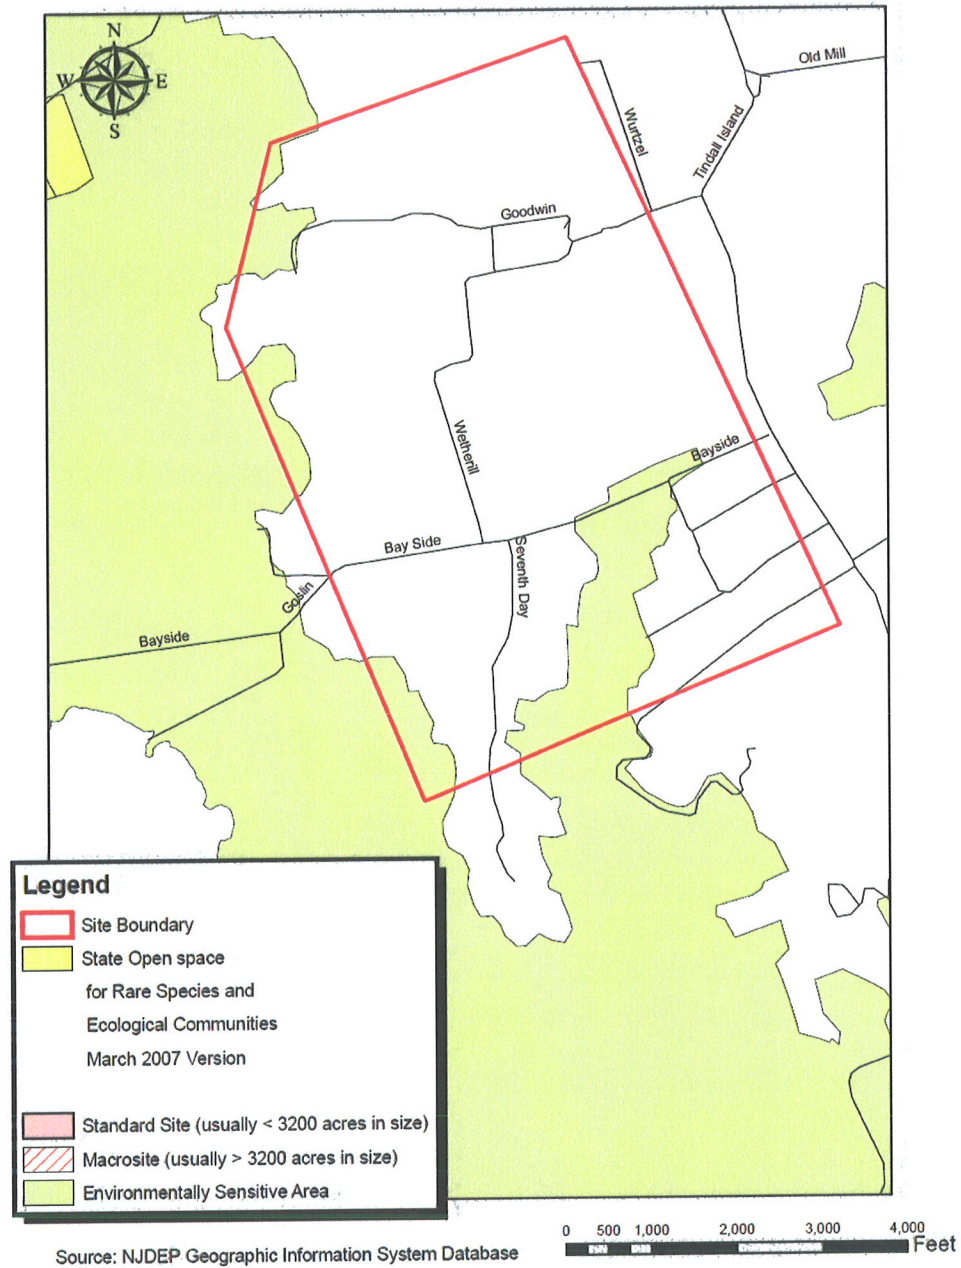 N
W E
S
Old Mill
Wurtzel
Tindall Island
Goodwin
Wetherill
Bayside
Bay Side
Seventh Day
Goslin
Bayside
Legend
Site Boundary
State Open space
for Rare Species and
Ecological Communities
March 2007 Version
Standard Site (usually < 3200 acres in size)
Macrosite (usually > 3200 acres in size)
Environmentally Sensitive Area
0 500 1,000 2,000 3,000 4,000
Feet
Source: NJDEP Geographic Information System Database